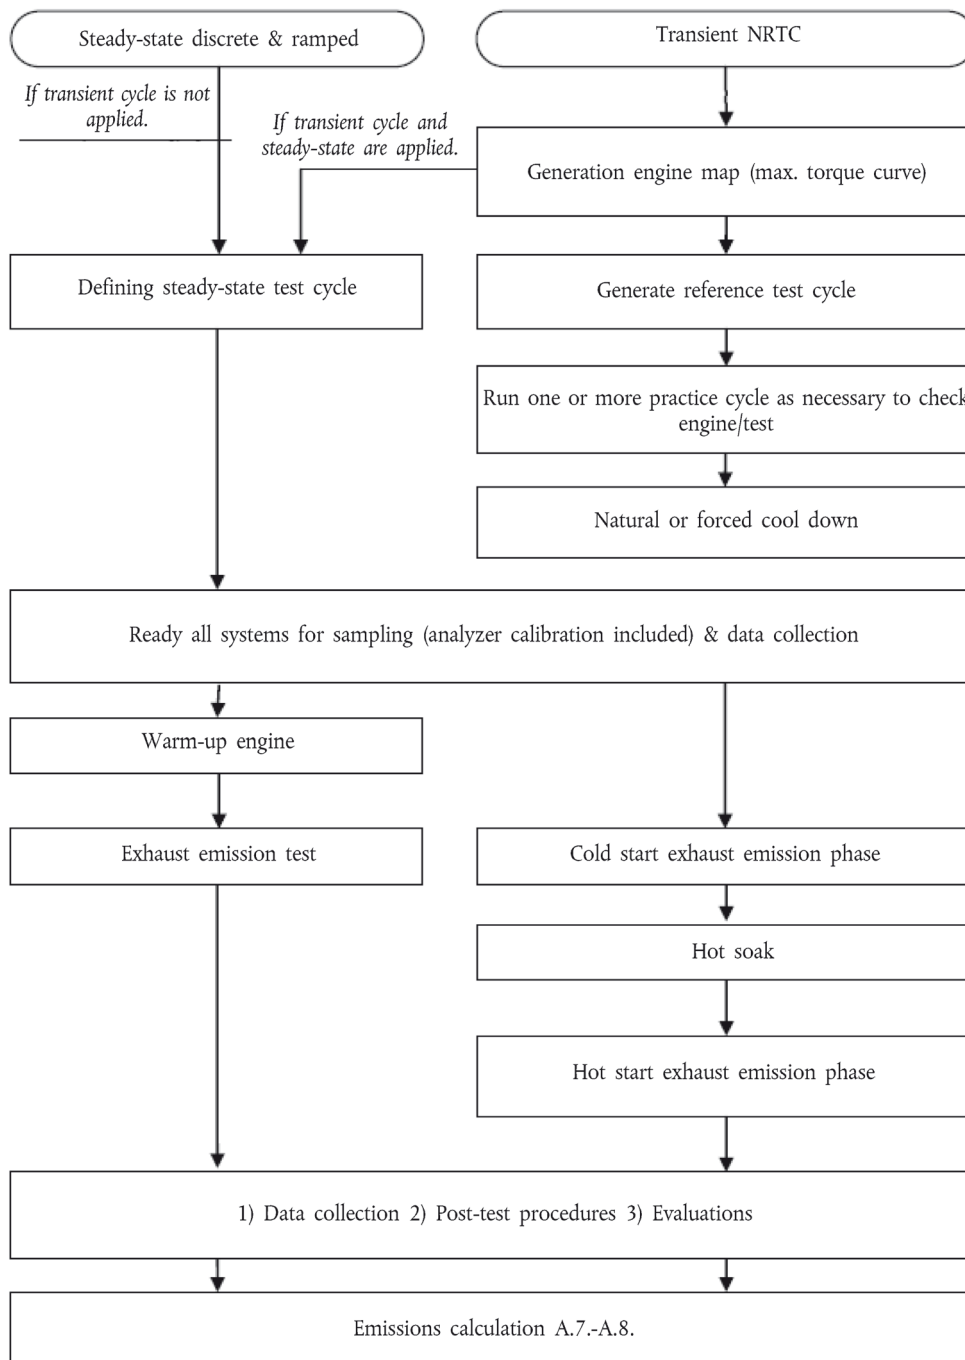 Steady-state discrete & ramped
Transient NRTC
If transient cycle is not
applied.
If transient cycle and
steady-state are applied.
Generation engine map (max. torque curve)
Defining steady-state test cycle
Generate reference test cycle
Run one or more practice cycle as necessary to check
engine/test
Natural or forced cool down
Ready all systems for sampling (analyzer calibration included) & data collection
Warm-up engine
Exhaust emission test
Cold start exhaust emission phase
Hot soak
Hot start exhaust emission phase
1) Data collection 2) Post-test procedures 3) Evaluations
Emissions calculation A.7.-A.8.